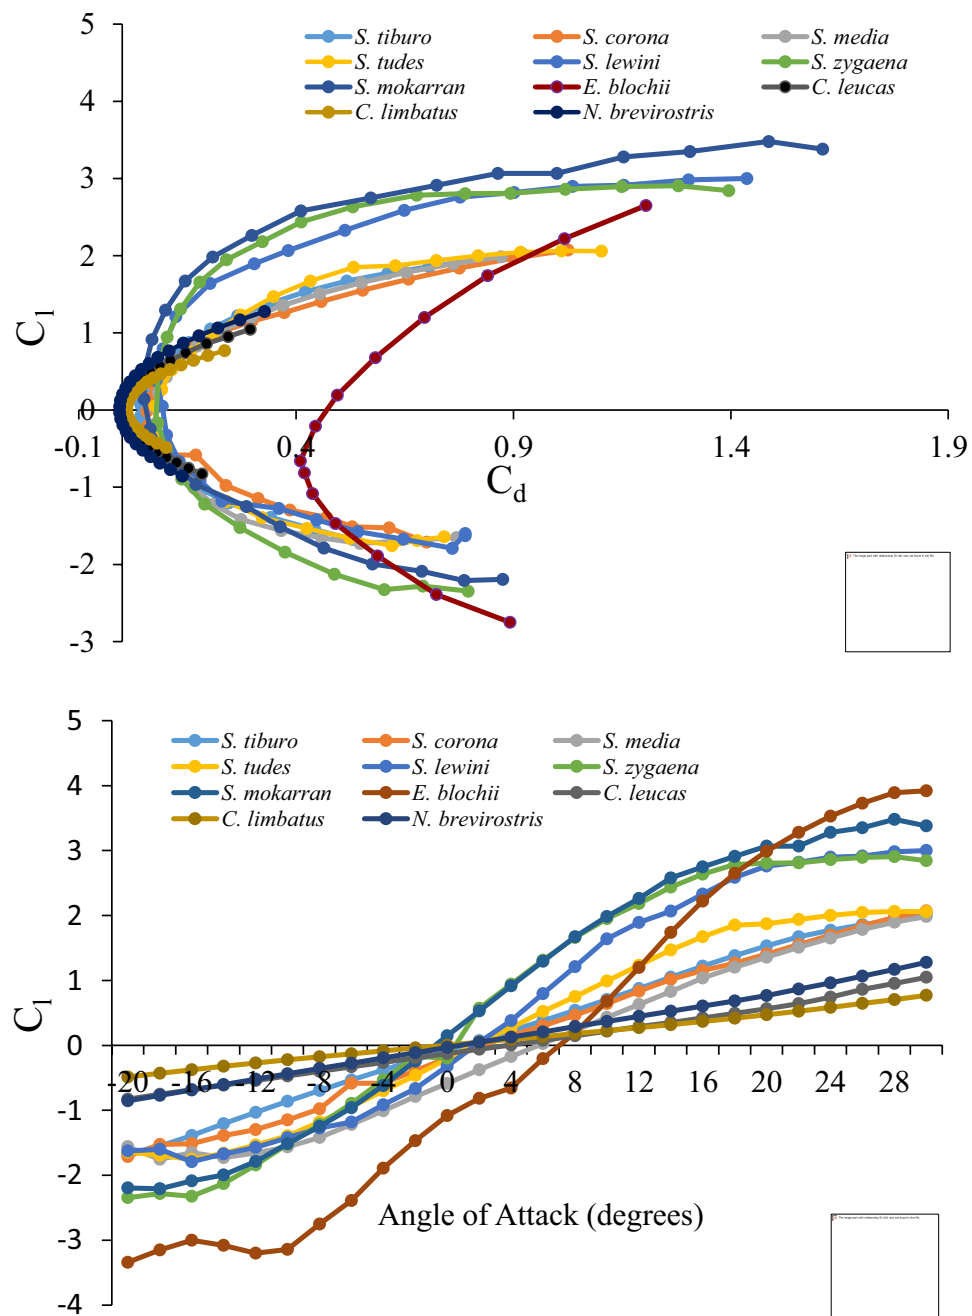 5
S. tiburo S. corona S. media
S. tudes S. lewini S. zygaena
4
S. mokarran E. blochii C. leucas
C. limbatus N. brevirostris
3
2
C1
1
0
-0.1 0.4 0.9 1.4 1.9
Cd
-1
-2
-3
5
S. tiburo S. corona S. media
S. tudes S. lewini S. zygaena
4
S. mokarran E. blochii C. leucas
C. limbatus N. brevirostris
3
2
1
C1
0
-20 -16 -12 -8 -4 0 4 8 12 16 20 24 28
-1
-2
Angle of Attack (degrees)
-3
-4